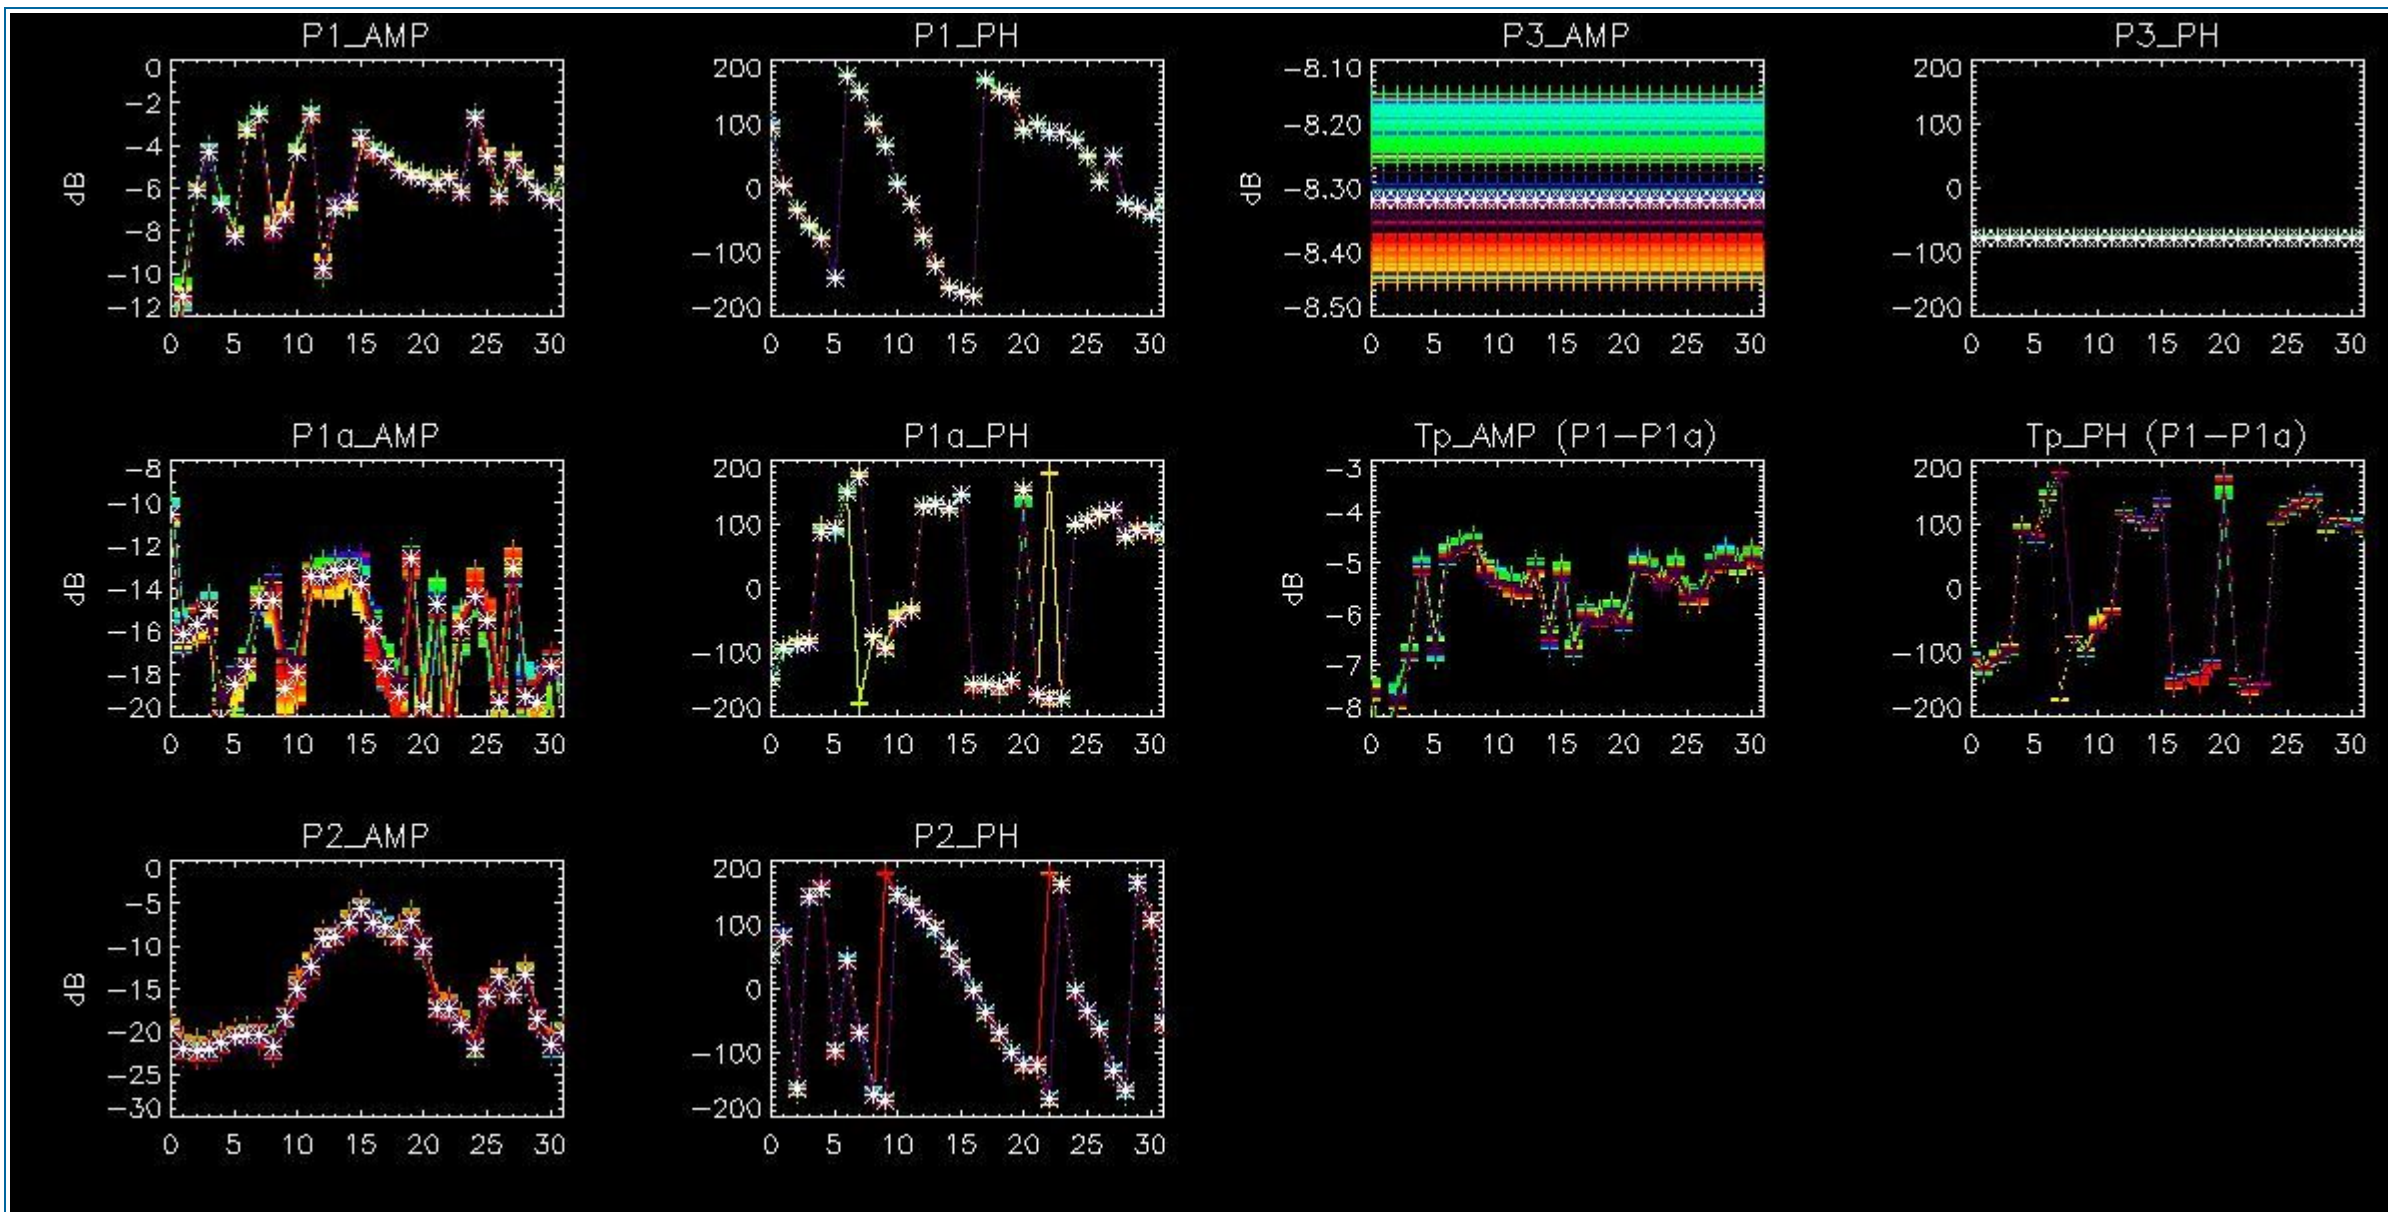 P1_AMP
P1_PH
P3_AMP
P3_PH
0
−2
−4
−6
−8
−10
−12
dB
0 5 10 15 20 25 30
200
100
0
−100
−200
0 5 10 15 20 25 30
−8.10
−8.20
−8.30
−8.40
−8.50
dB
0 5 10 15 20 25 30
200
100
0
−100
−200
0 5 10 15 20 25 30
P1a_AMP
P1a_PH
Tp_AMP (P1−P1a)
Tp_PH (P1−P1a)
−8
−10
−12
−14
−16
−18
−20
dB
0 5 10 15 20 25 30
200
100
0
−100
−200
0 5 10 15 20 25 30
−3
−4
−5
−6
−7
−8
dB
0 5 10 15 20 25 30
200
100
0
−100
−200
0 5 10 15 20 25 30
P2_AMP
P2_PH
0
−5
−10
−15
−20
−25
−30
dB
0 5 10 15 20 25 30
200
100
0
−100
−200
0 5 10 15 20 25 30